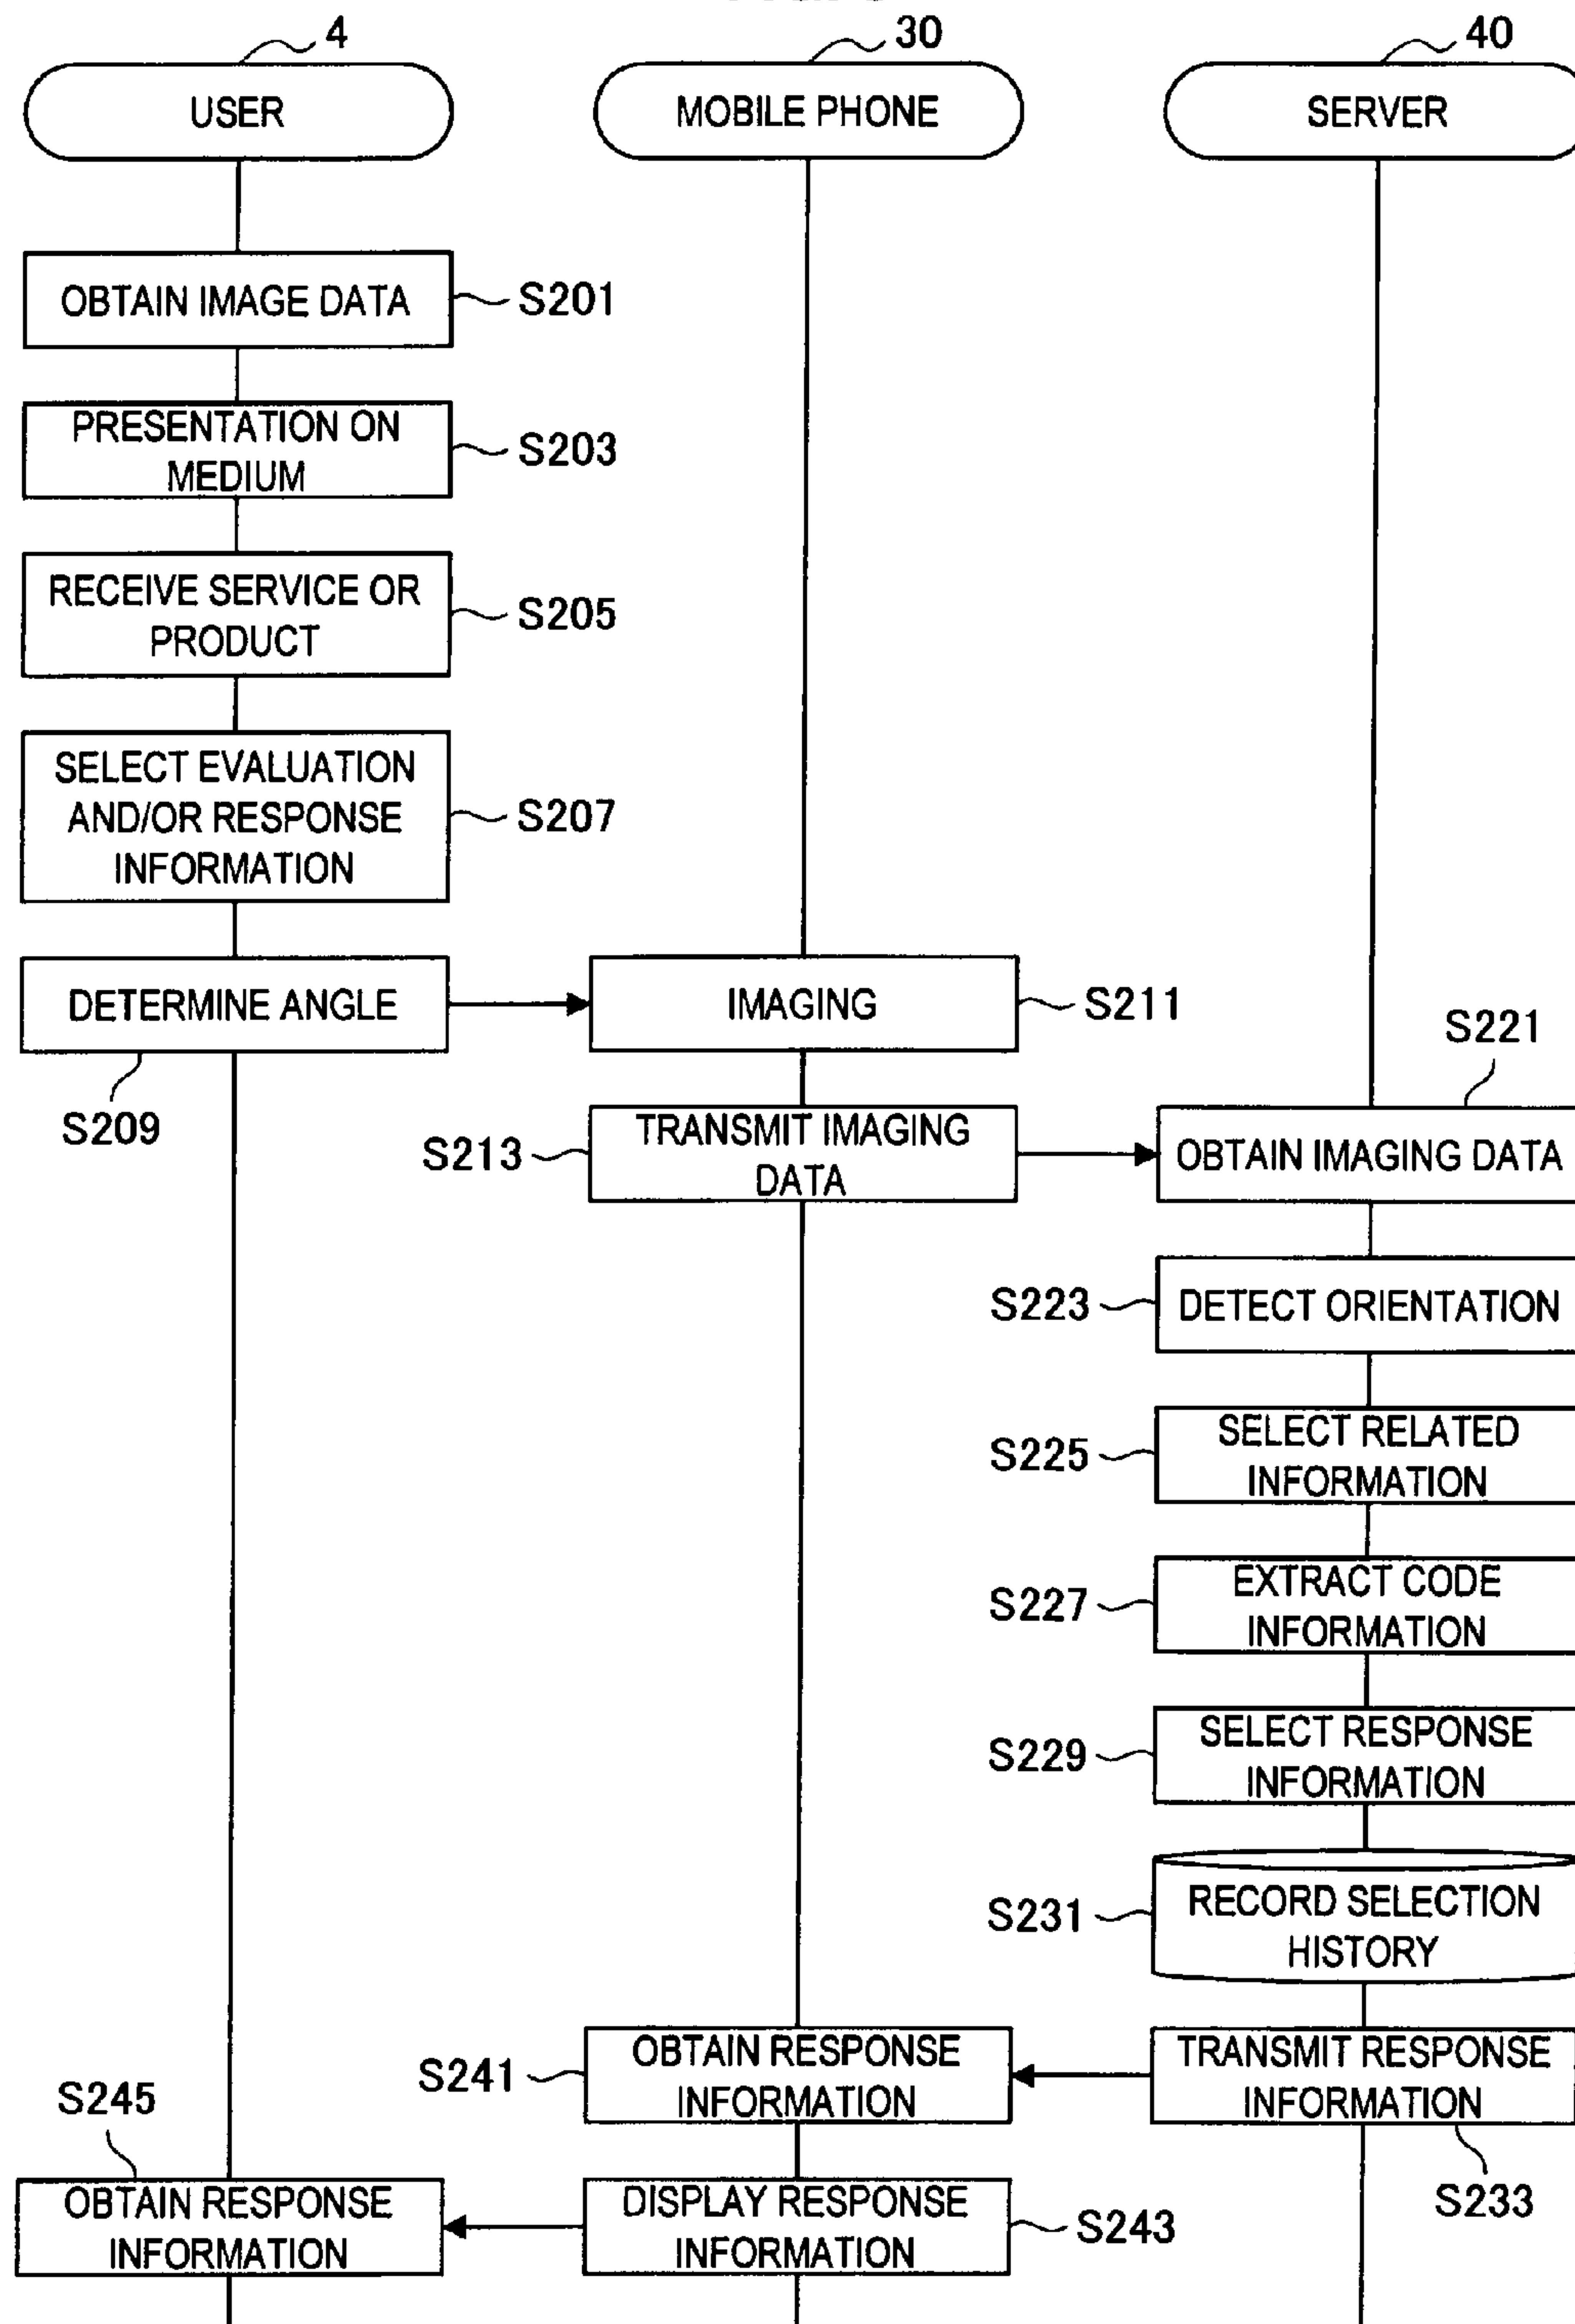 4
30
40
USER
MOBILE PHONE
SERVER
OBTAIN IMAGE DATA
S201
PRESENTATION ON
MEDIUM
S203
RECEIVE SERVICE OR
PRODUCT
S205
SELECT EVALUATION
AND/OR RESPONSE
INFORMATION
S207
DETERMINE ANGLE
S209
IMAGING
S211
S213
TRANSMIT IMAGING
DATA
S221
OBTAIN IMAGING DATA
S223
DETECT ORIENTATION
S225
SELECT RELATED
INFORMATION
S227
EXTRACT CODE
INFORMATION
S229
SELECT RESPONSE
INFORMATION
S231
RECORD SELECTION
HISTORY
TRANSMIT RESPONSE
INFORMATION
S233
S241
OBTAIN RESPONSE
INFORMATION
DISPLAY RESPONSE
INFORMATION
S243
S245
OBTAIN RESPONSE
INFORMATION